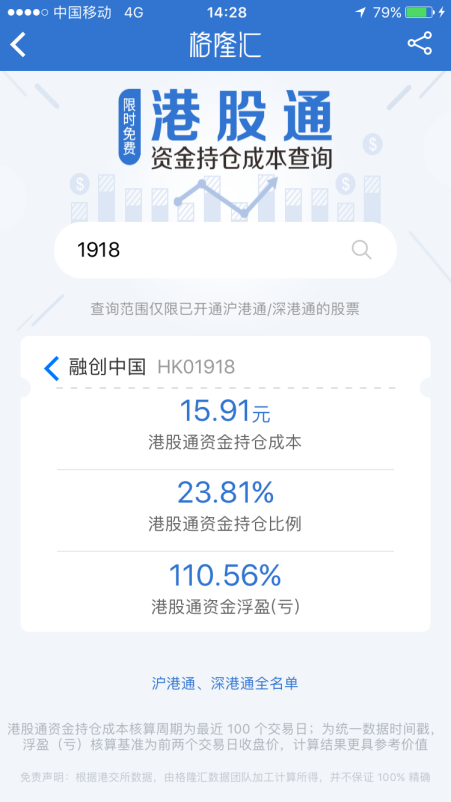 中国移动 4G 14:28 79%
格隆汇
限时免费
港股通
资金持仓成本查询
1918
查询范围仅限已开通沪港通/深港通的股票
融创中国 HK01918
15.91元
港股通资金持仓成本
23.81%
港股通资金持仓比例
110.56%
港股通资金浮盈(亏)
沪港通、深港通全名单
港股通资金持仓成本核算周期为最近 100 个交易日；为统一数据时间戳，
浮盈（亏）核算基准为前两个交易日收盘价，计算结果更具参考价值
免责声明：根据港交所数据，由格隆汇数据团队加工计算所得，并不保证 100% 精确